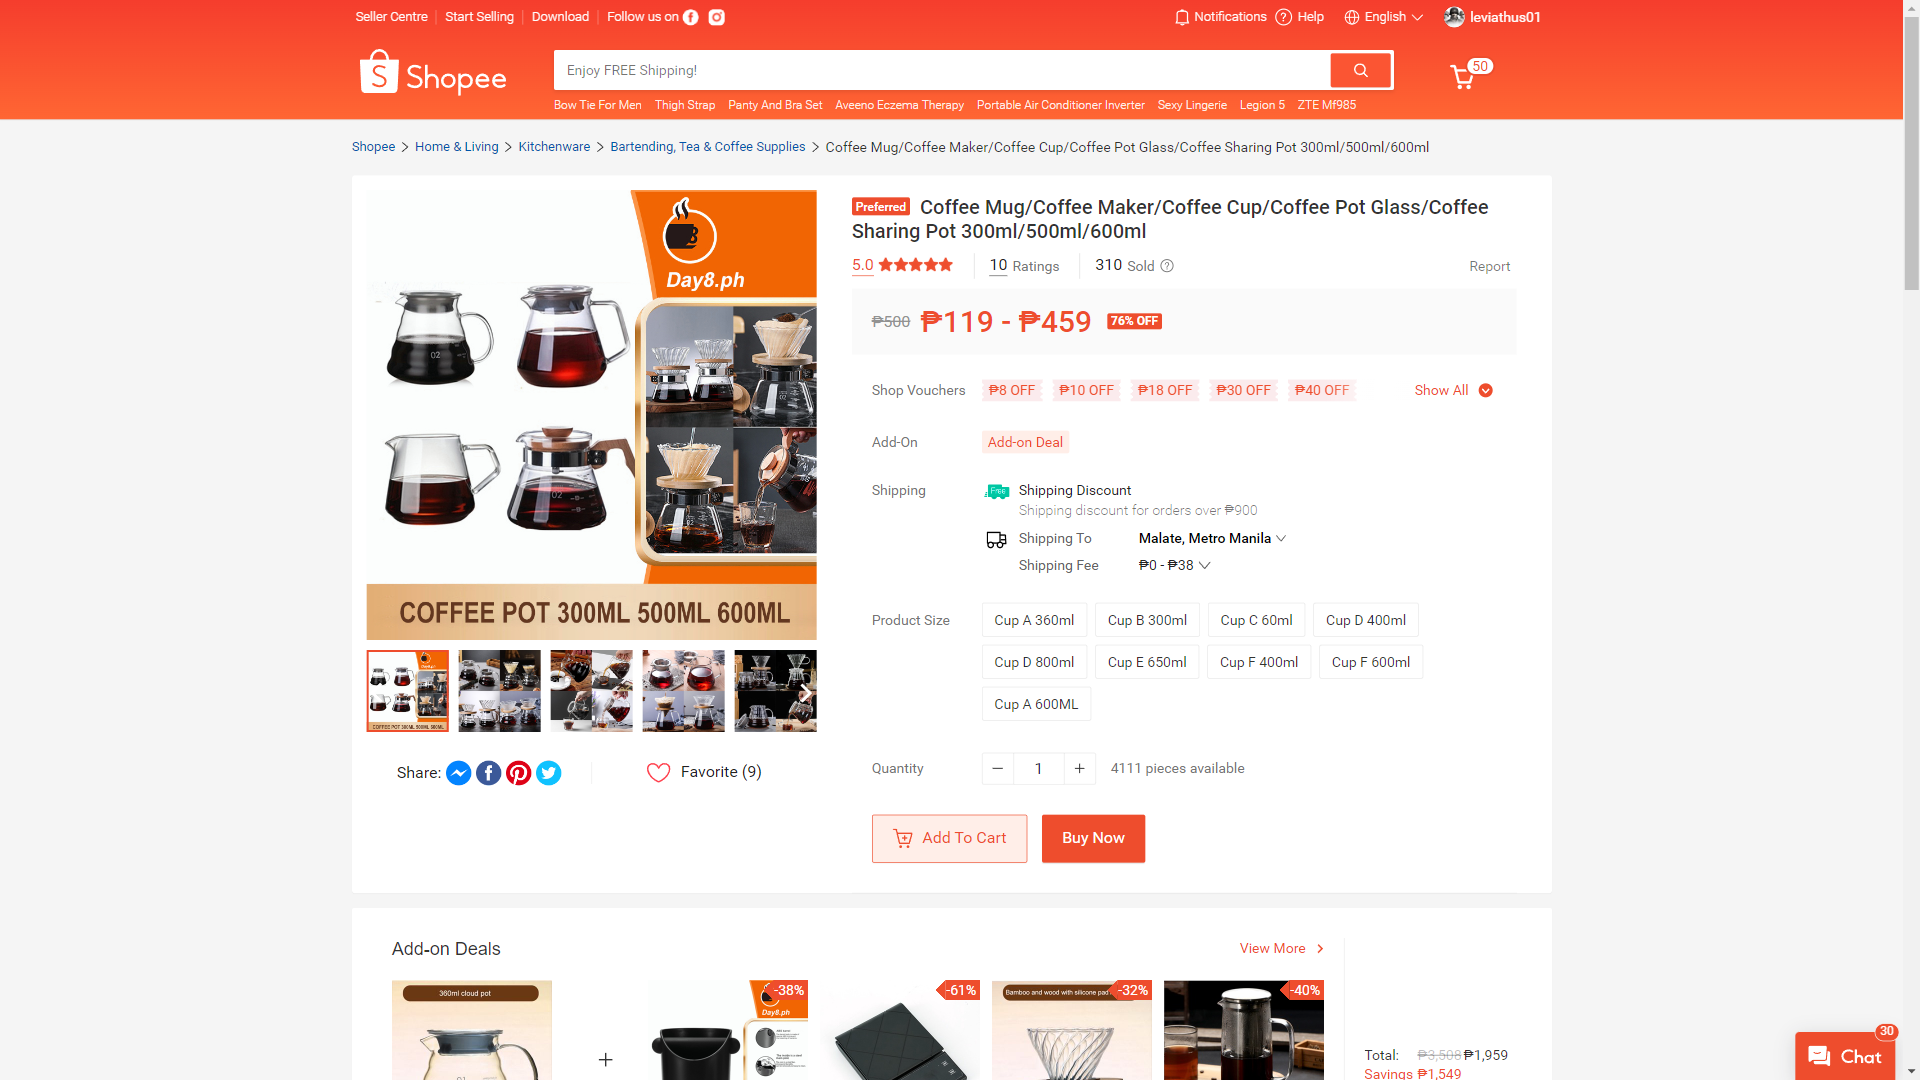 Seller Centre
Start Selling
Download
Follow us on
Notifications
Help
English
leviathus01
Shopee
Enjoy FREE Shipping!
50
Bow Tie For Men
Thigh Strap
Panty And Bra Set
Aveeno Eczema Therapy
Portable Air Conditioner Inverter
Sexy Lingerie
Legion 5
ZTE Mf985
Shopee > Home & Living > Kitchenware > Bartending, Tea & Coffee Supplies > Coffee Mug/Coffee Maker/Coffee Cup/Coffee Pot Glass/Coffee Sharing Pot 300ml/500ml/600ml
Day8.ph
COFFEE POT 300ML 500ML 600ML
Share:
Favorite (9)
Preferred Coffee Mug/Coffee Maker/Coffee Cup/Coffee Pot Glass/Coffee
Sharing Pot 300ml/500ml/600ml
5.0
10 Ratings
310 Sold
Report
₱500 ₱119 - ₱459 76% OFF
Shop Vouchers
₱8 OFF
₱10 OFF
₱18 OFF
₱30 OFF
₱40 OFF
Show All
Add-On
Add-on Deal
Shipping
Free
Shipping Discount
Shipping discount for orders over ₱900
Shipping To
Malate, Metro Manila
Shipping Fee
₱0 - ₱38
Product Size
Cup A 360ml
Cup B 300ml
Cup C 60ml
Cup D 400ml
Cup D 800ml
Cup E 650ml
Cup F 400ml
Cup F 600ml
Cup A 600ML
Quantity
1
4111 pieces available
Add To Cart
Buy Now
Add-on Deals
View More
360ml cloud pot
+
-38%
Day8.ph
-61%
Bamboo and wood with silicone pad
-32%
-40%
Total: ₱3,508 ₱1,959
Savings ₱1,549
30
Chat